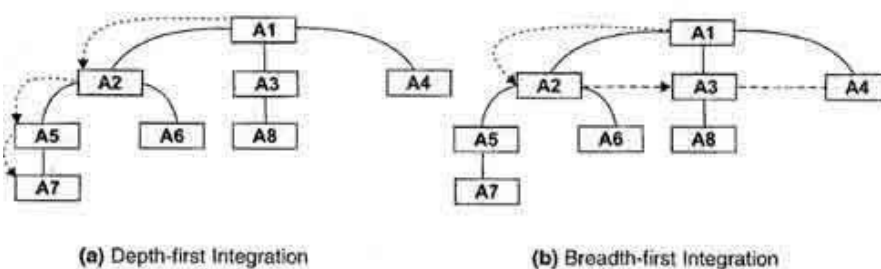 A1
A2 A3 A4
A5 A6 A8
A7
(a) Depth-first Integration
A1
A2 A3 A4
A5 A6 A8
A7
(b) Breadth-first Integration